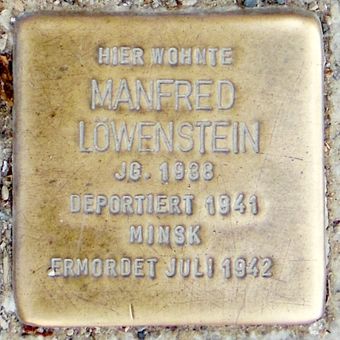 HIER WOHNTE
MANFRED
LÖWENSTEIN
JG. 1938
DEPORTIERT 1941
MINSK
ERMORDET JULI 1942